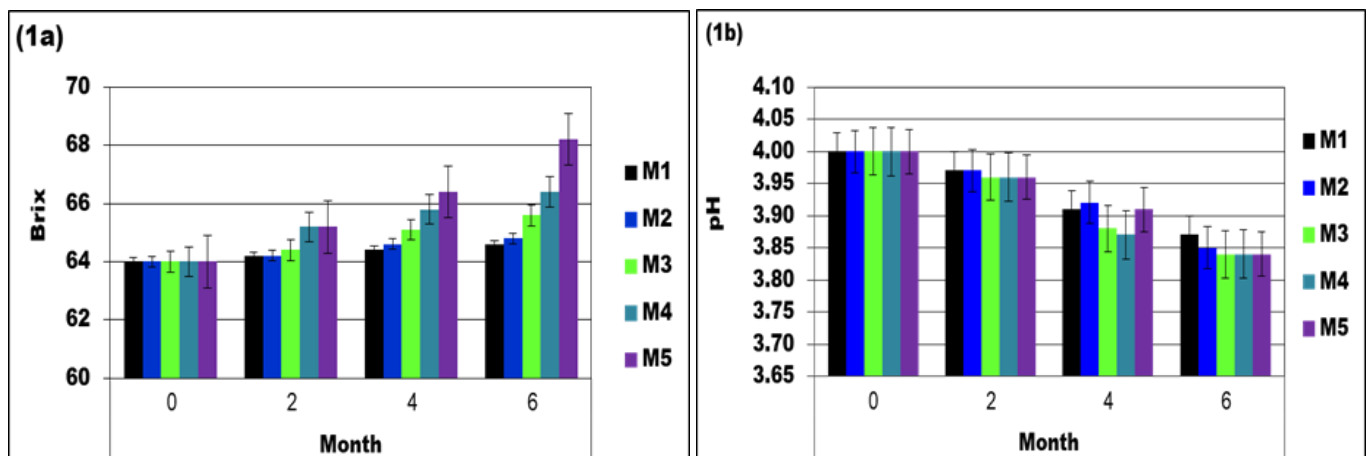 (1a)
70
68
66
64
62
60
Brix
0 2 4 6
Month
M1
M2
M3
M4
M5
(1b)
4.10
4.05
4.00
3.95
3.90
3.85
3.80
3.75
3.70
3.65
pH
0 2 4 6
Month
M1
M2
M3
M4
M5